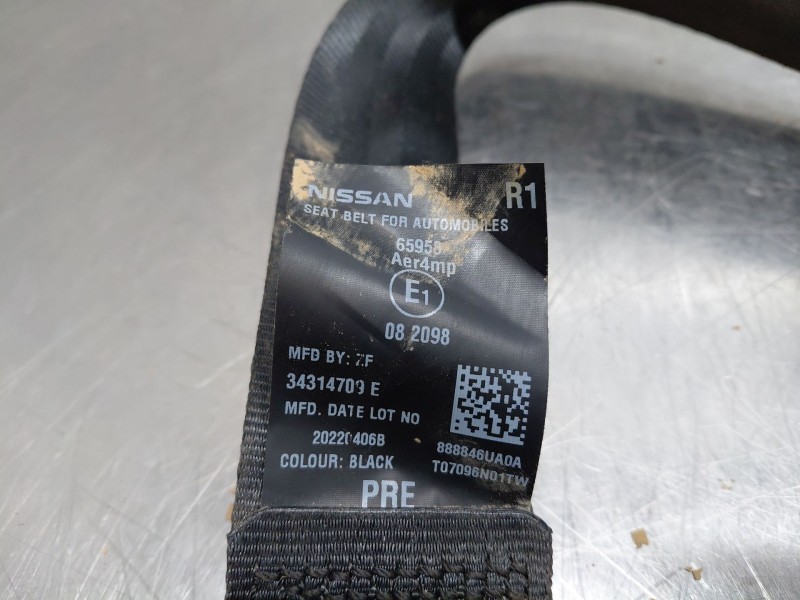 NISSAN R1
SEAT BELT FOR AUTOMOBILES
65958
Aer4mp
E1
08 2098
MFD BY: ZF
34314709 E
MFD. DATE LOT NO
20220406B
888846UA0A
COLOUR: BLACK
T07096N01TW
PRE